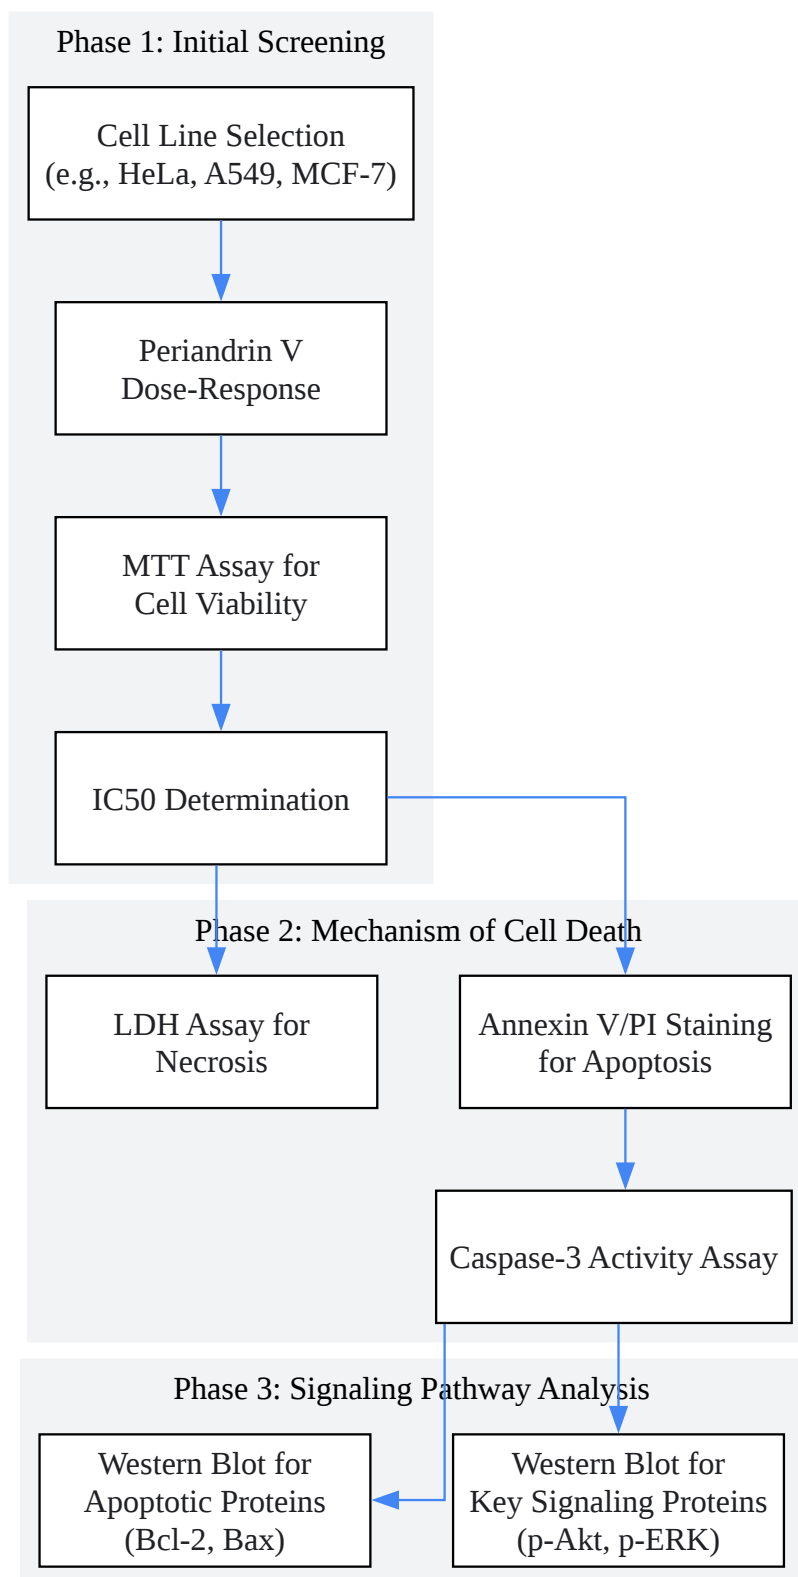 Phase 1: Initial Screening
Cell Line Selection
(e.g., HeLa, A549, MCF-7)
Periandrin V
Dose-Response
MTT Assay for
Cell Viability
IC50 Determination
Phase 2: Mechanism of Cell Death
LDH Assay for
Necrosis
Annexin V/PI Staining
for Apoptosis
Caspase-3 Activity Assay
Phase 3: Signaling Pathway Analysis
Western Blot for
Apoptotic Proteins
(Bcl-2, Bax)
Western Blot for
Key Signaling Proteins
(p-Akt, p-ERK)